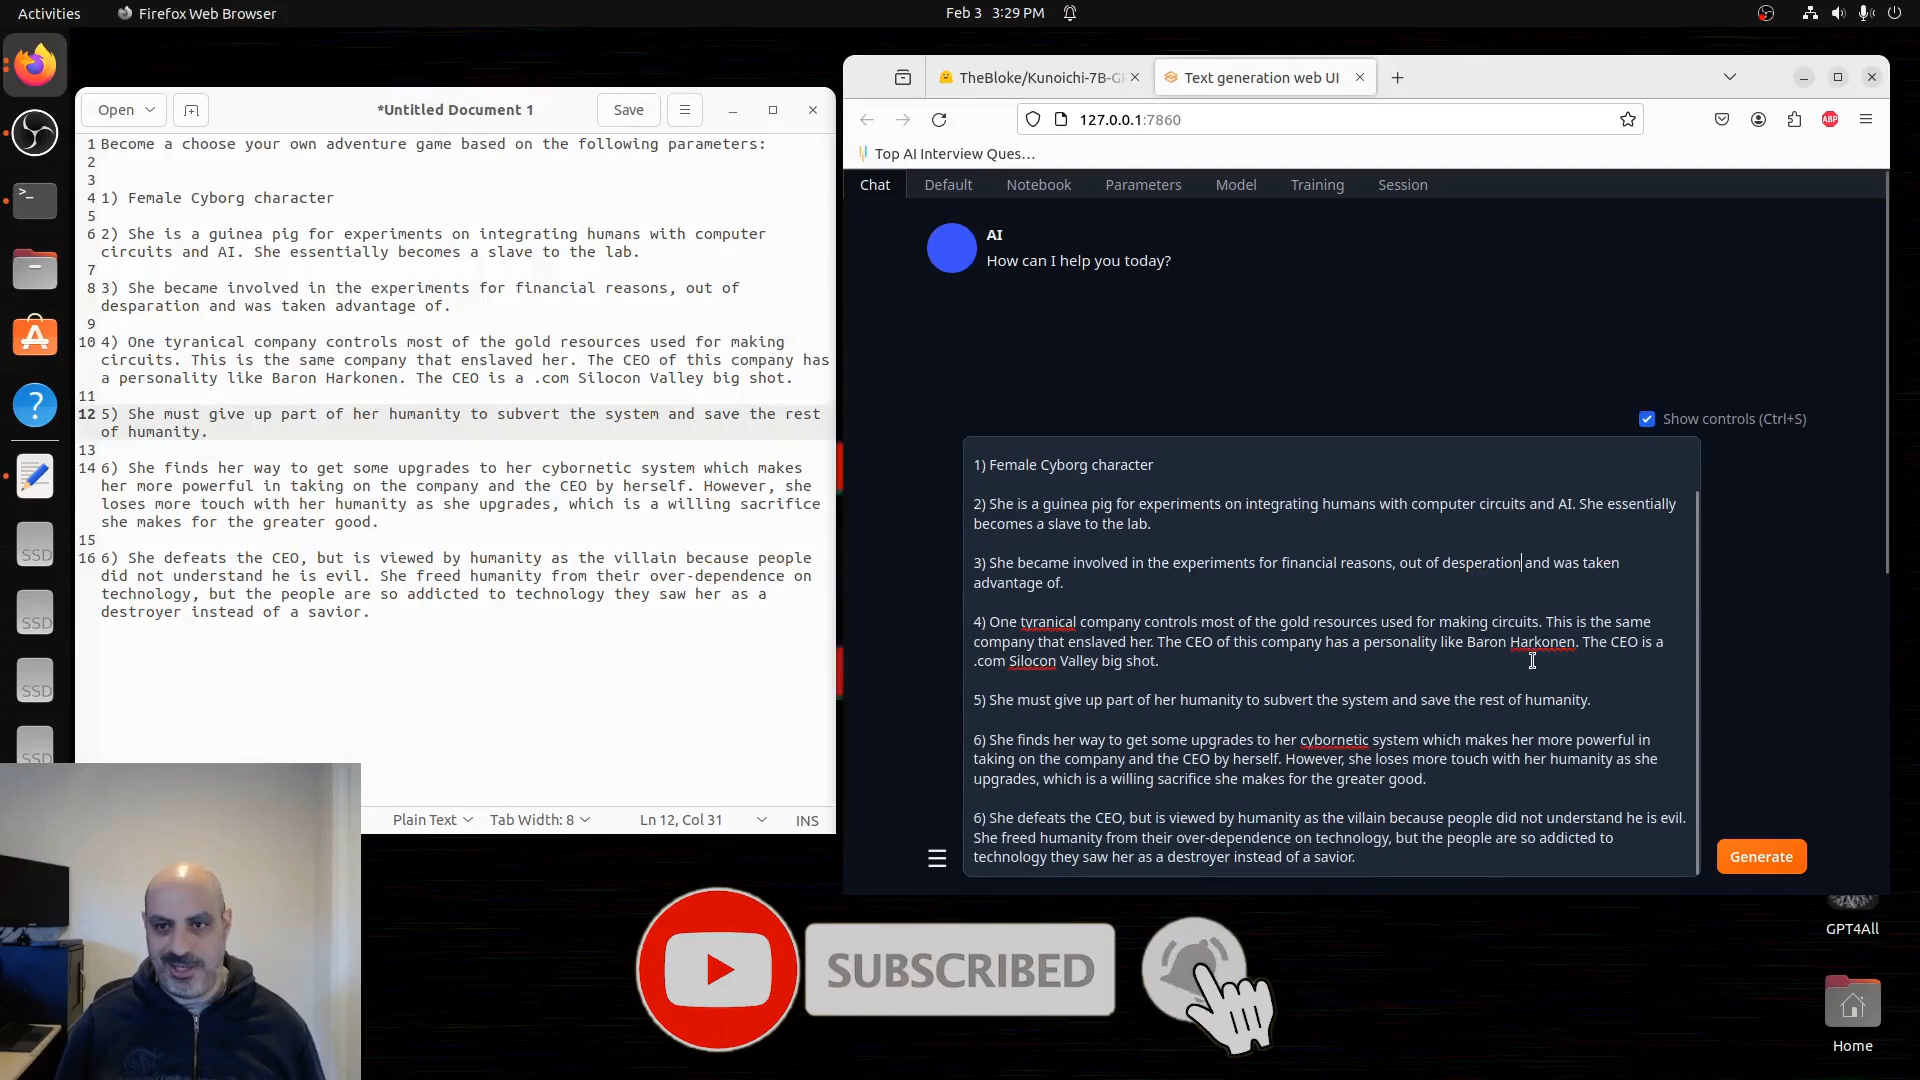 Activities
Firefox Web Browser
Feb 3 3:29 PM
Open
*Untitled Document 1
Save
1 Become a choose your own adventure game based on the following parameters:
2
3
4 1) Female Cyborg character
5
6 2) She is a guinea pig for experiments on integrating humans with computer
circuits and AI. She essentially becomes a slave to the lab.
7
8 3) She became involved in the experiments for financial reasons, out of
desparation and was taken advantage of.
9
10 4) One tyranical company controls most of the gold resources used for making
circuits. This is the same company that enslaved her. The CEO of this company has
a personality like Baron Harkonen. The CEO is a .com Silocon Valley big shot.
11
12 5) She must give up part of her humanity to subvert the system and save the rest
of humanity.
13
14 6) She finds her way to get some upgrades to her cybornetic system which makes
her more powerful in taking on the company and the CEO by herself. However, she
loses more touch with her humanity as she upgrades, which is a willing sacrifice
she makes for the greater good.
15
16 6) She defeats the CEO, but is viewed by humanity as the villain because people
did not understand he is evil. She freed humanity from their over-dependence on
technology, but the people are so addicted to technology they saw her as a
destroyer instead of a savior.
Plain Text
Tab Width: 8
Ln 12, Col 31
INS
SSD
SSD
SSD
SSD
TheBloke/Kunoichi-7B-G
Text generation web UI
127.0.0.1:7860
ABP
Top AI Interview Ques…
Chat
Default
Notebook
Parameters
Model
Training
Session
AI
How can I help you today?
Show controls (Ctrl+S)
1) Female Cyborg character
2) She is a guinea pig for experiments on integrating humans with computer circuits and AI. She essentially
becomes a slave to the lab.
3) She became involved in the experiments for financial reasons, out of desperation and was taken
advantage of.
4) One tyranical company controls most of the gold resources used for making circuits. This is the same
company that enslaved her. The CEO of this company has a personality like Baron Harkonen. The CEO is a
.com Silocon Valley big shot.
5) She must give up part of her humanity to subvert the system and save the rest of humanity.
6) She finds her way to get some upgrades to her cybornetic system which makes her more powerful in
taking on the company and the CEO by herself. However, she loses more touch with her humanity as she
upgrades, which is a willing sacrifice she makes for the greater good.
6) She defeats the CEO, but is viewed by humanity as the villain because people did not understand he is evil.
She freed humanity from their over-dependence on technology, but the people are so addicted to
technology they saw her as a destroyer instead of a savior.
Generate
SUBSCRIBED
GPT4All
Home